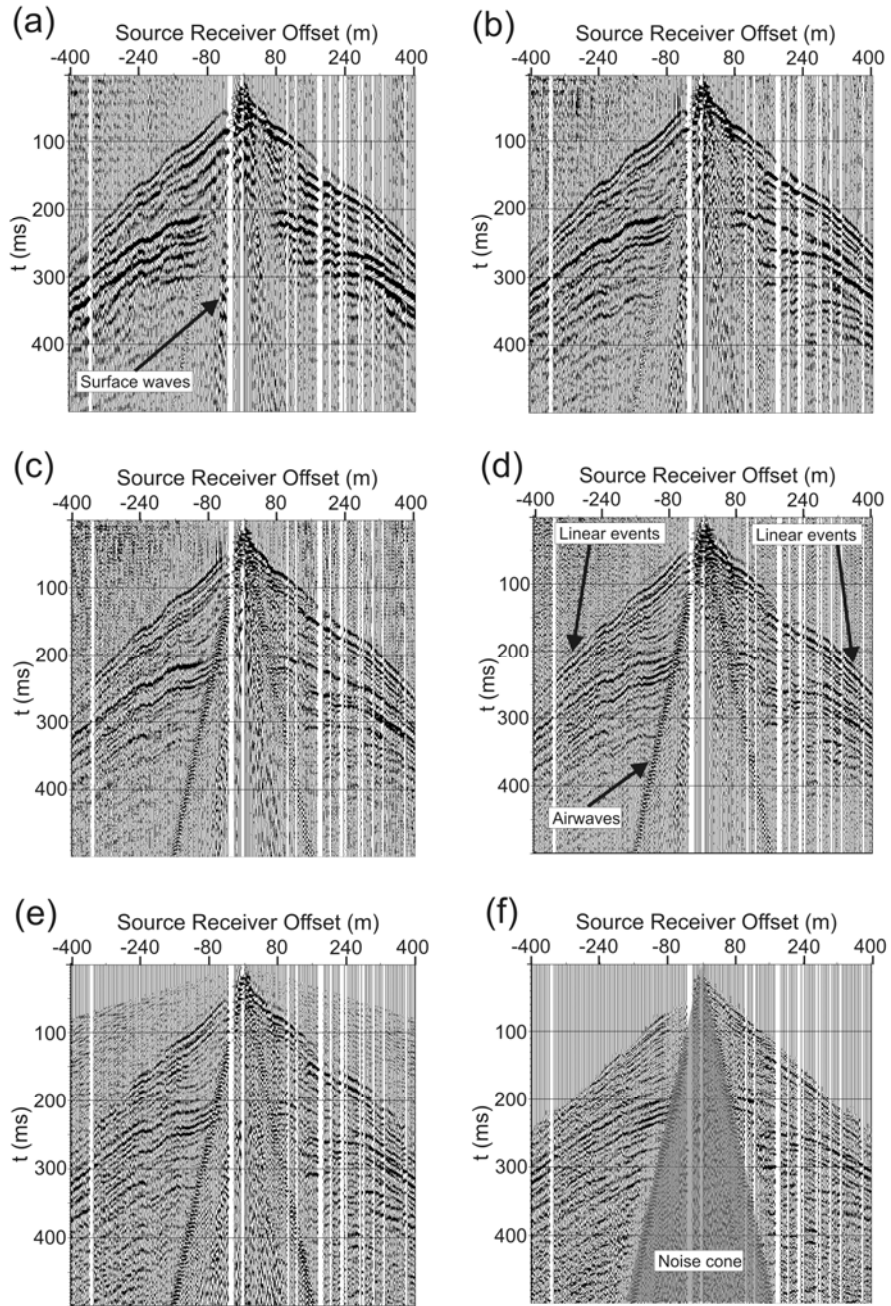 (a)
Source Receiver Offset (m)
-400 -240 -80 80 240 400
t (ms)
100
200
300
400
Surface waves
(b)
Source Receiver Offset (m)
-400 -240 -80 80 240 400
t (ms)
100
200
300
400
(c)
Source Receiver Offset (m)
-400 -240 -80 80 240 400
t (ms)
100
200
300
400
(d)
Source Receiver Offset (m)
-400 -240 -80 80 240 400
Linear events
Linear events
t (ms)
100
200
300
400
Airwaves
(e)
Source Receiver Offset (m)
-400 -240 -80 80 240 400
t (ms)
100
200
300
400
(f)
Source Receiver Offset (m)
-400 -240 -80 80 240 400
t (ms)
100
200
300
400
Noise cone